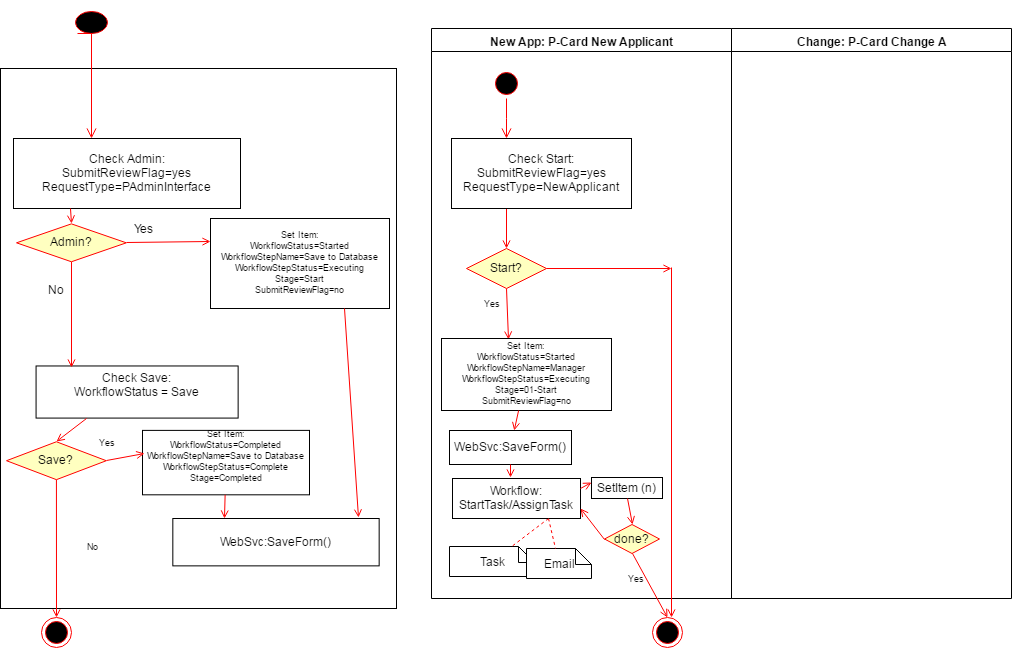 New App: P-Card New Applicant
Change: P-Card Change A
Check Admin:
SubmitReviewFlag=yes
RequestType=PAdminInterface
Admin?
Yes
No
Set Item:
WorkflowStatus=Started
WorkflowStepName=Save to Database
WorkflowStepStatus=Executing
Stage=Start
SubmitReviewFlag=no
Check Save:
WorkflowStatus = Save
Save?
Yes
No
Set Item:
WorkflowStatus=Completed
WorkflowStepName=Save to Database
WorkflowStepStatus=Complete
Stage=Completed
WebSvc:SaveForm()
Check Start:
SubmitReviewFlag=yes
RequestType=NewApplicant
Start?
Yes
Set Item:
WorkflowStatus=Started
WorkflowStepName=Manager
WorkflowStepStatus=Executing
Stage=01-Start
SubmitReviewFlag=no
WebSvc:SaveForm()
Workflow:
StartTask/AssignTask
SetItem (n)
done?
Yes
Task
Email